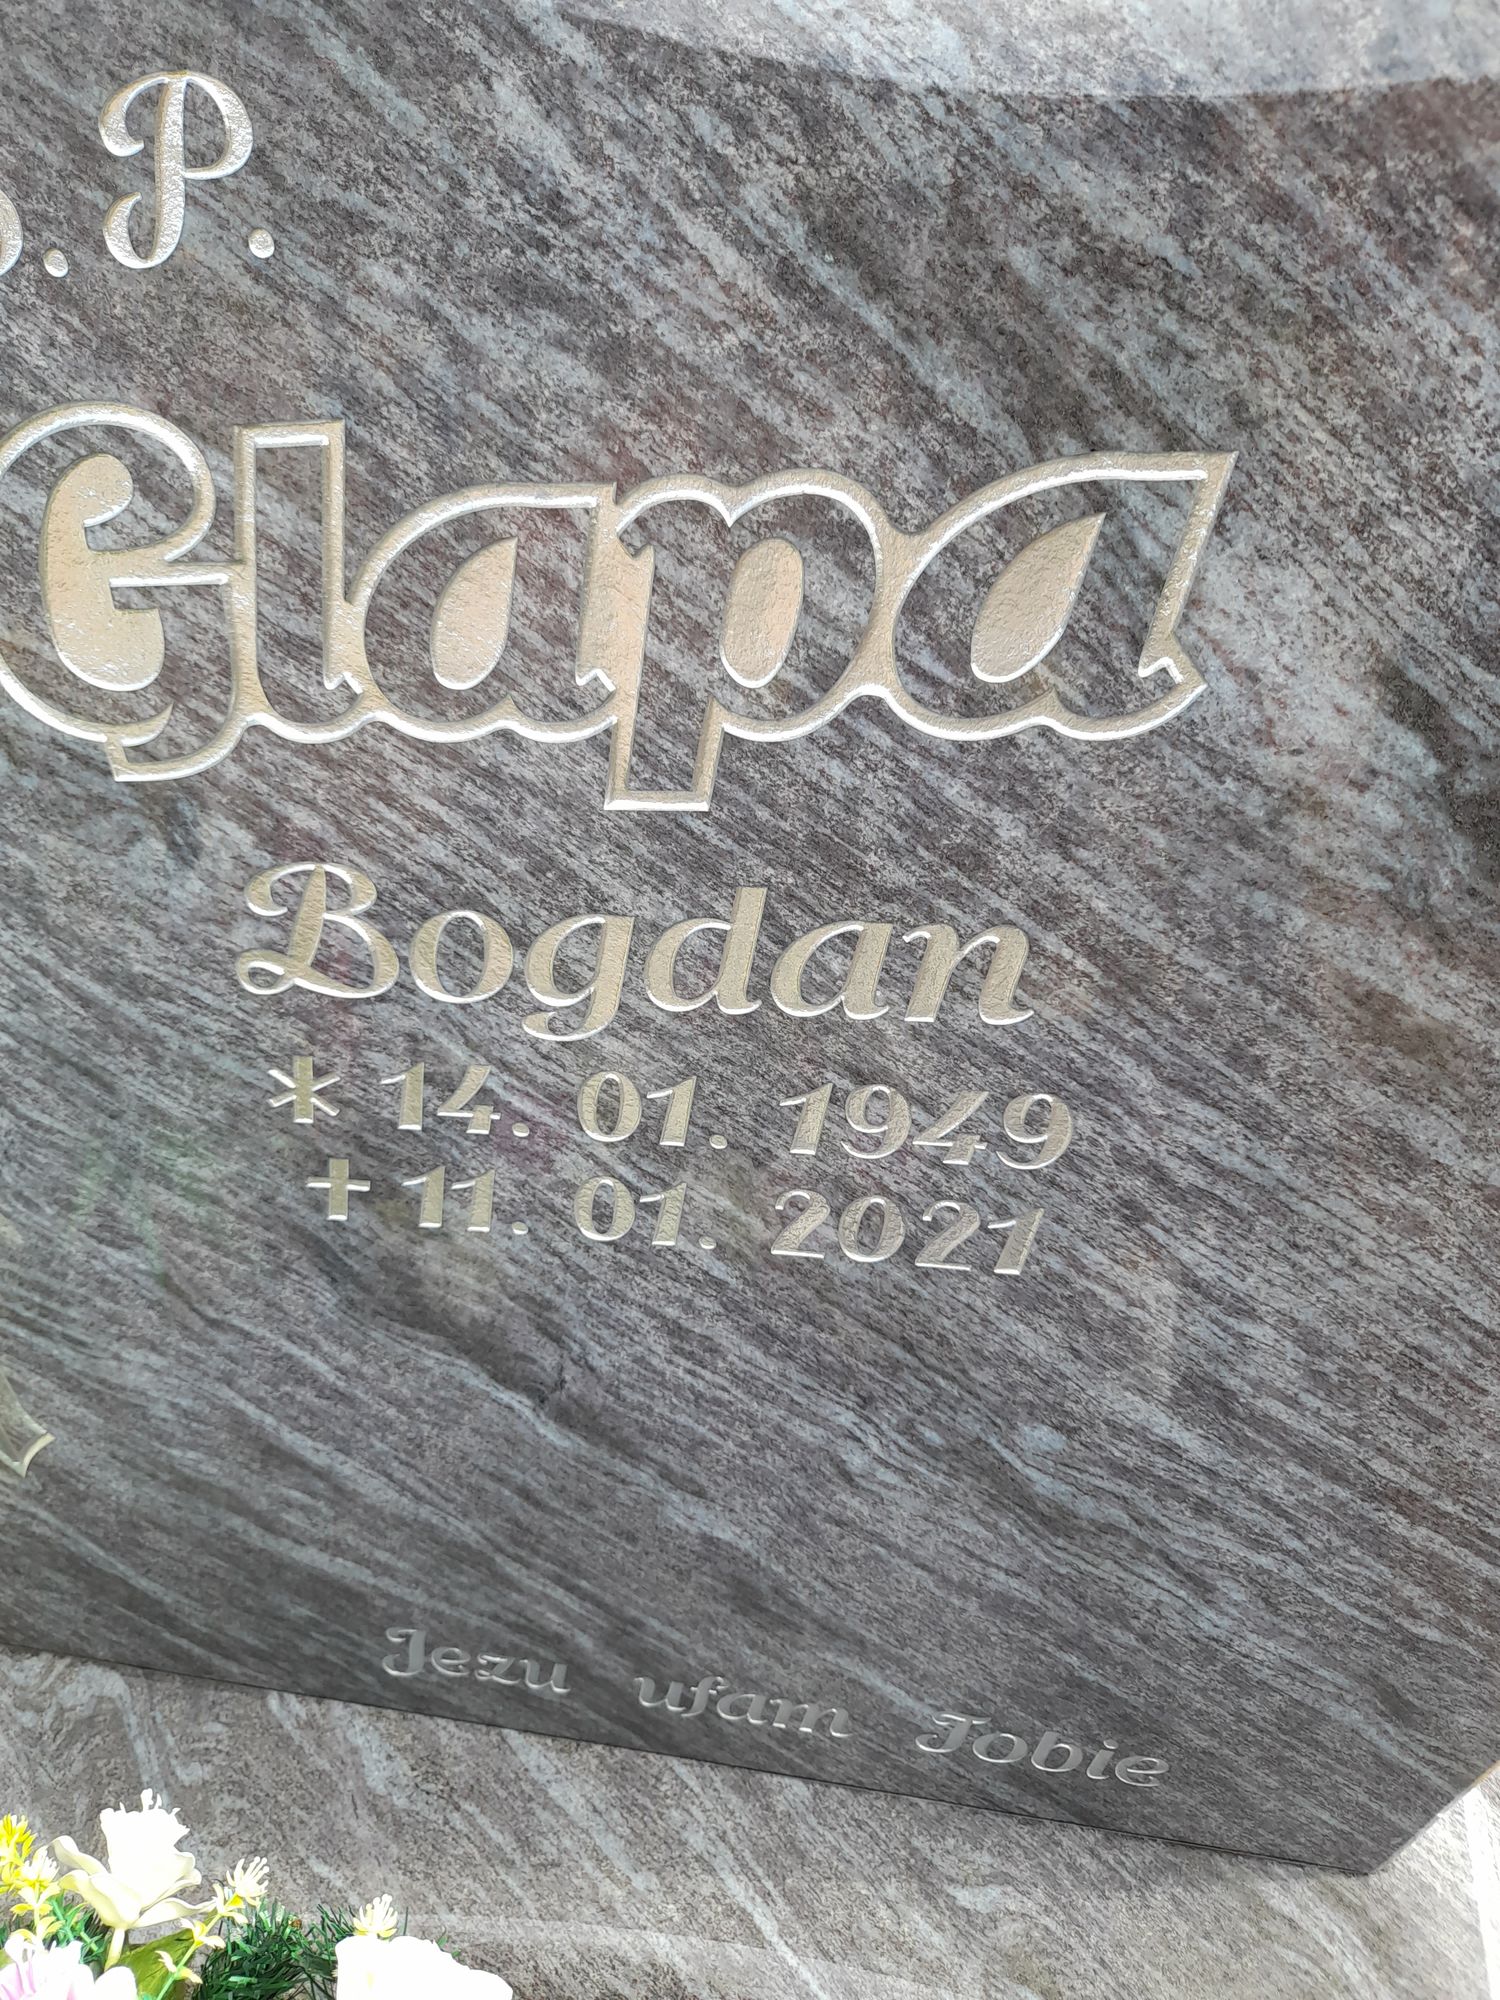 Ś. P.
Glapa
Bogdan
* 14. 01. 1949
† 11. 01. 2021
Jezu ufam Tobie